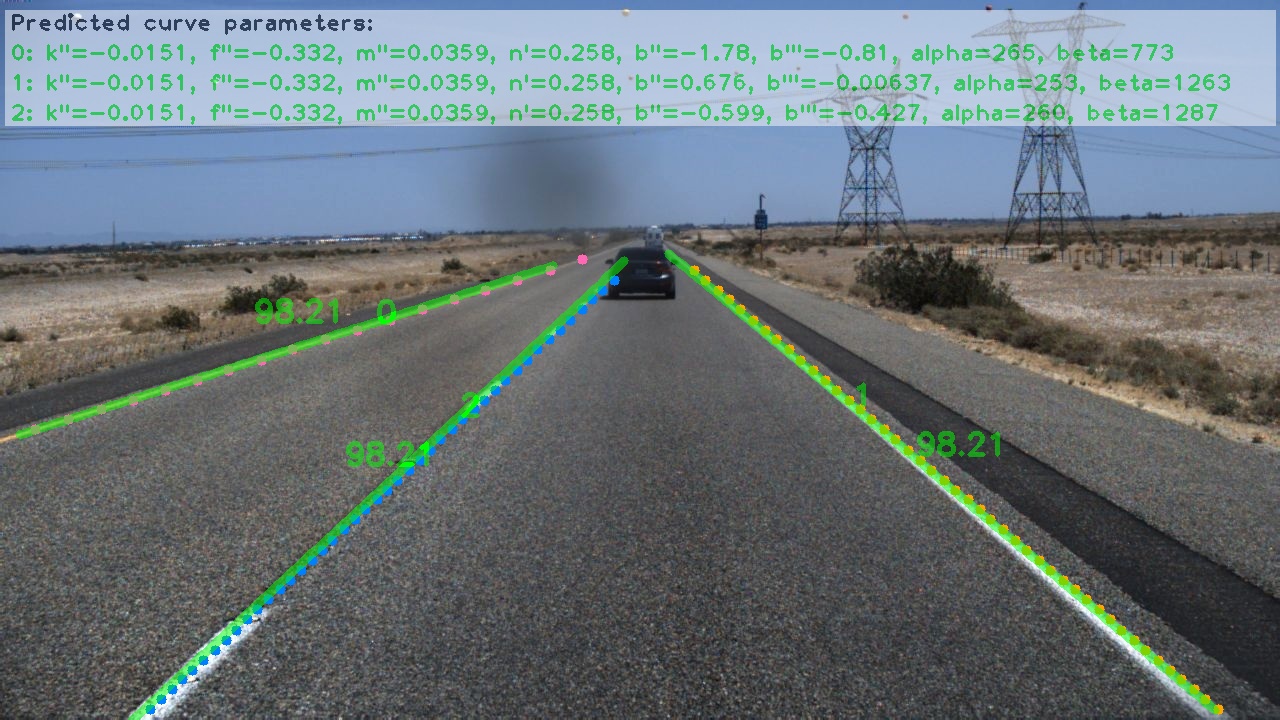 Predicted curve parameters:
0: k''=-0.0151, f''=-0.332, m''=0.0359, n'=0.258, b''=-1.78, b'''=-0.81, alpha=265, beta=773
1: k''=-0.0151, f''=-0.332, m''=0.0359, n'=0.258, b''=0.676, b'''=-0.00637, alpha=253, beta=1263
2: k''=-0.0151, f''=-0.332, m''=0.0359, n'=0.258, b''=-0.599, b'''=-0.427, alpha=260, beta=1287
98.21 0
2 1
98.21 98.21